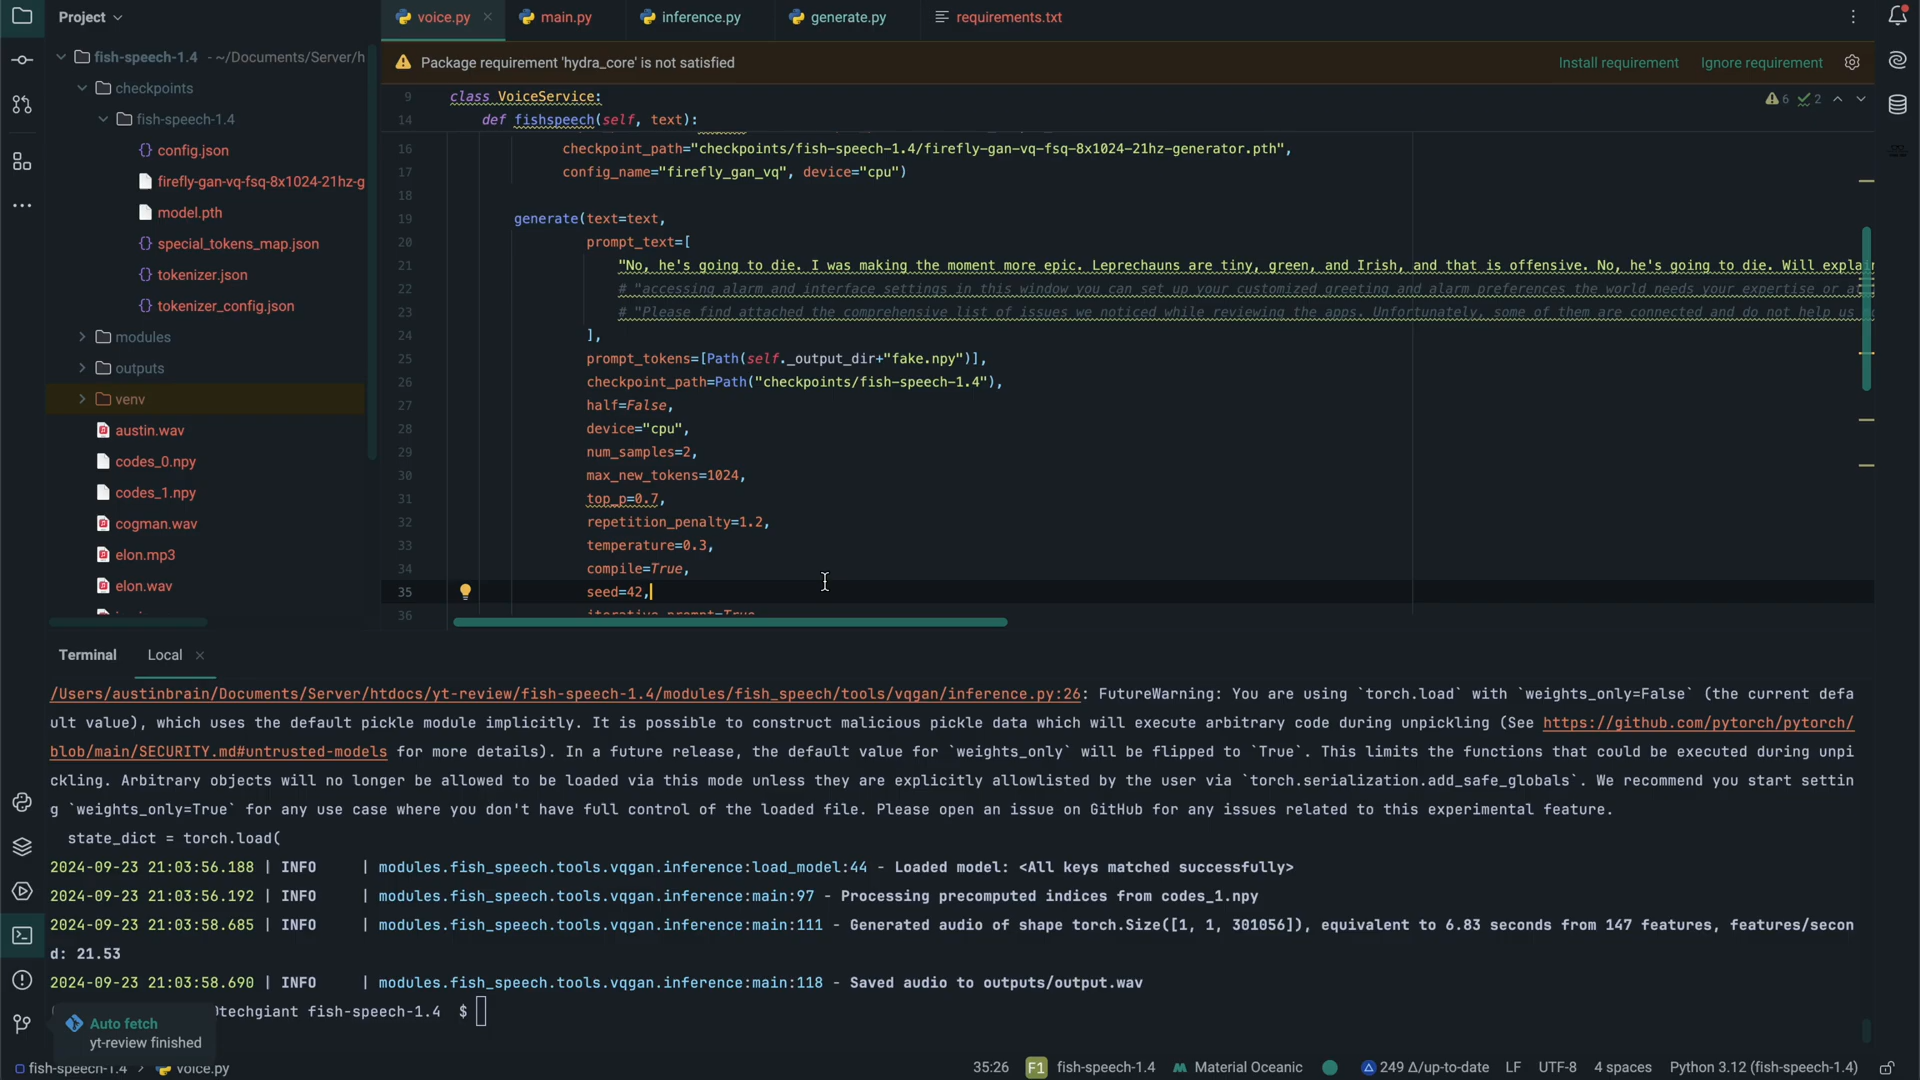 Project
voice.py
main.py
inference.py
generate.py
requirements.txt
fish-speech-1.4 - ~/Documents/Server/h
checkpoints
fish-speech-1.4
config.json
firefly-gan-vq-fsq-8x1024-21hz-g
model.pth
special_tokens_map.json
tokenizer.json
tokenizer_config.json
modules
outputs
venv
austin.wav
codes_0.npy
codes_1.npy
cogman.wav
elon.mp3
elon.wav
Package requirement 'hydra_core' is not satisfied
Install requirement
Ignore requirement
6 2
9 class VoiceService:
14 def fishspeech(self, text):
16 checkpoint_path="checkpoints/fish-speech-1.4/firefly-gan-vq-fsq-8x1024-21hz-generator.pth",
17 config_name="firefly_gan_vq", device="cpu")
18
19 generate(text=text,
20 prompt_text=[
21 "No, he's going to die. I was making the moment more epic. Leprechauns are tiny, green, and Irish, and that is offensive. No, he's going to die. Will explai
22 # "accessing alarm and interface settings in this window you can set up your customized greeting and alarm preferences the world needs your expertise or a
23 # "Please find attached the comprehensive list of issues we noticed while reviewing the apps. Unfortunately, some of them are connected and do not help us
24 ],
25 prompt_tokens=[Path(self._output_dir+"fake.npy")],
26 checkpoint_path=Path("checkpoints/fish-speech-1.4"),
27 half=False,
28 device="cpu",
29 num_samples=2,
30 max_new_tokens=1024,
31 top_p=0.7,
32 repetition_penalty=1.2,
33 temperature=0.3,
34 compile=True,
35 seed=42,
36 iterative_prompt=True
Terminal
Local
/Users/austinbrain/Documents/Server/htdocs/yt-review/fish-speech-1.4/modules/fish_speech/tools/vqgan/inference.py:26: FutureWarning: You are using `torch.load` with `weights_only=False` (the current defa
ult value), which uses the default pickle module implicitly. It is possible to construct malicious pickle data which will execute arbitrary code during unpickling (See https://github.com/pytorch/pytorch/
blob/main/SECURITY.md#untrusted-models for more details). In a future release, the default value for `weights_only` will be flipped to `True`. This limits the functions that could be executed during unpi
ckling. Arbitrary objects will no longer be allowed to be loaded via this mode unless they are explicitly allowlisted by the user via `torch.serialization.add_safe_globals`. We recommend you start settin
g `weights_only=True` for any use case where you don't have full control of the loaded file. Please open an issue on GitHub for any issues related to this experimental feature.
state_dict = torch.load(
2024-09-23 21:03:56.188 | INFO | modules.fish_speech.tools.vqgan.inference:load_model:44 - Loaded model: <All keys matched successfully>
2024-09-23 21:03:56.192 | INFO | modules.fish_speech.tools.vqgan.inference:main:97 - Processing precomputed indices from codes_1.npy
2024-09-23 21:03:58.685 | INFO | modules.fish_speech.tools.vqgan.inference:main:111 - Generated audio of shape torch.Size([1, 1, 301056]), equivalent to 6.83 seconds from 147 features, features/secon
d: 21.53
2024-09-23 21:03:58.690 | INFO | modules.fish_speech.tools.vqgan.inference:main:118 - Saved audio to outputs/output.wav
techgiant fish-speech-1.4 $
Auto fetch
yt-review finished
fish-speech-1.4 > voice.py
35:26
F1
fish-speech-1.4
Material Oceanic
249 Δ/up-to-date
LF
UTF-8
4 spaces
Python 3.12 (fish-speech-1.4)